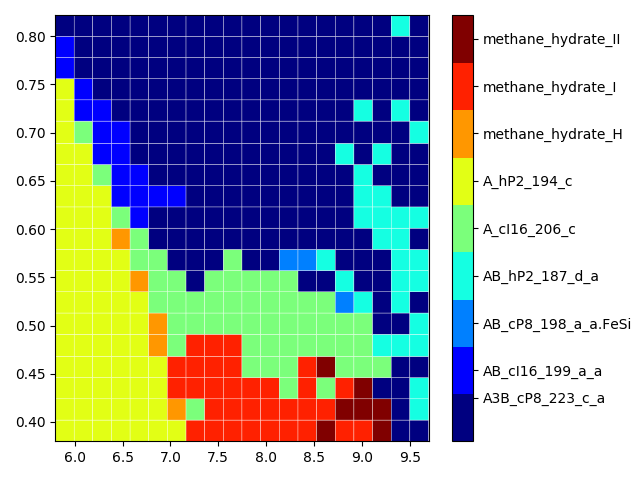 0.80
0.75
0.70
0.65
0.60
0.55
0.50
0.45
0.40
6.0 6.5 7.0 7.5 8.0 8.5 9.0 9.5
methane_hydrate_II
methane_hydrate_I
methane_hydrate_H
A_hP2_194_c
A_cI16_206_c
AB_hP2_187_d_a
AB_cP8_198_a_a.FeSi
AB_cI16_199_a_a
A3B_cP8_223_c_a